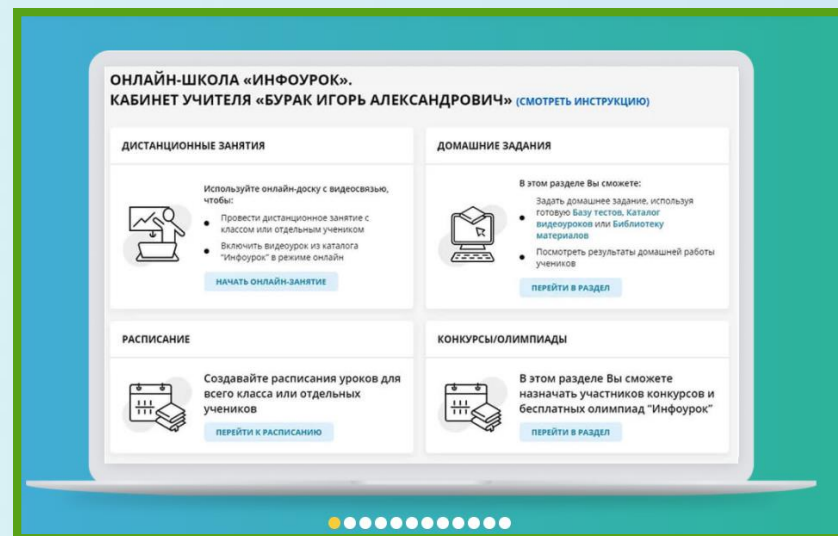 ОНЛАЙН-ШКОЛА «ИНФОУРОК».
КАБИНЕТ УЧИТЕЛЯ «БУРАК ИГОРЬ АЛЕКСАНДРОВИЧ» (СМОТРЕТЬ ИНСТРУКЦИЮ)
ДИСТАНЦИОННЫЕ ЗАНЯТИЯ
Используйте онлайн-доску с видеосвязью,
чтобы:
Провести дистанционное занятие с
классом или отдельным учеником
Включить видеоурок из каталога
"Инфоурок" в режиме онлайн
НАЧАТЬ ОНЛАЙН-ЗАНЯТИЕ
ДОМАШНИЕ ЗАДАНИЯ
В этом разделе Вы сможете:
Задать домашнее задание, используя
готовую Базу тестов, Каталог
видеоуроков или Библиотеку
материалов
Посмотреть результаты домашней работы
учеников
ПЕРЕЙТИ В РАЗДЕЛ
РАСПИСАНИЕ
Создавайте расписания уроков для
всего класса или отдельных
учеников
ПЕРЕЙТИ К РАСПИСАНИЮ
КОНКУРСЫ/ОЛИМПИАДЫ
В этом разделе Вы сможете
назначать участников конкурсов и
бесплатных олимпиад "Инфоурок"
ПЕРЕЙТИ В РАЗДЕЛ